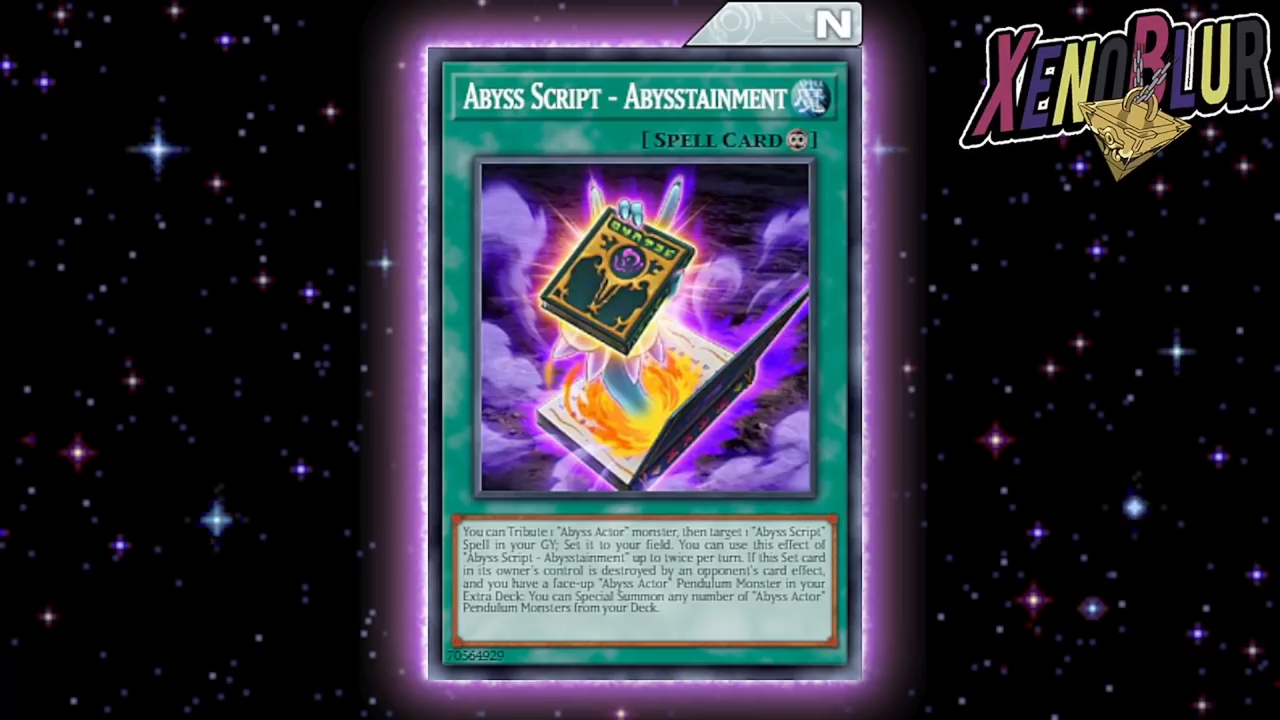 N
XENOBLUR
ABYSS SCRIPT - ABYSSTAINMENT 魔
[ SPELL CARD ]
You can Tribute 1 "Abyss Actor" monster, then target 1 "Abyss Script"
Spell in your GY; Set it to your field. You can use this effect of
"Abyss Script - Abysstainment" up to twice per turn. If this Set card
in its owner's control is destroyed by an opponent's card effect,
and you have a face-up "Abyss Actor" Pendulum Monster in your
Extra Deck: You can Special Summon any number of "Abyss Actor"
Pendulum Monsters from your Deck.
70564929